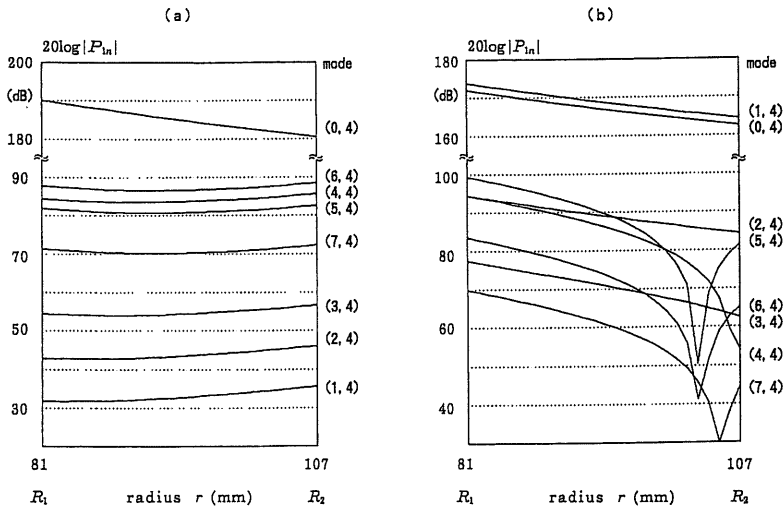 (a)
20log|P₁ₙ|
200
mode
(dB)
(0, 4)
180
90
(6, 4)
(4, 4)
(5, 4)
70
(7, 4)
(3, 4)
50
(2, 4)
(1, 4)
30
81
107
R₁
radius r (mm)
R₂
(b)
20log|P₁ₙ|
180
mode
(dB)
(1, 4)
(0, 4)
160
100
(2, 4)
80
(5, 4)
(6, 4)
60
(3, 4)
(4, 4)
(7, 4)
40
81
107
R₁
radius r (mm)
R₂